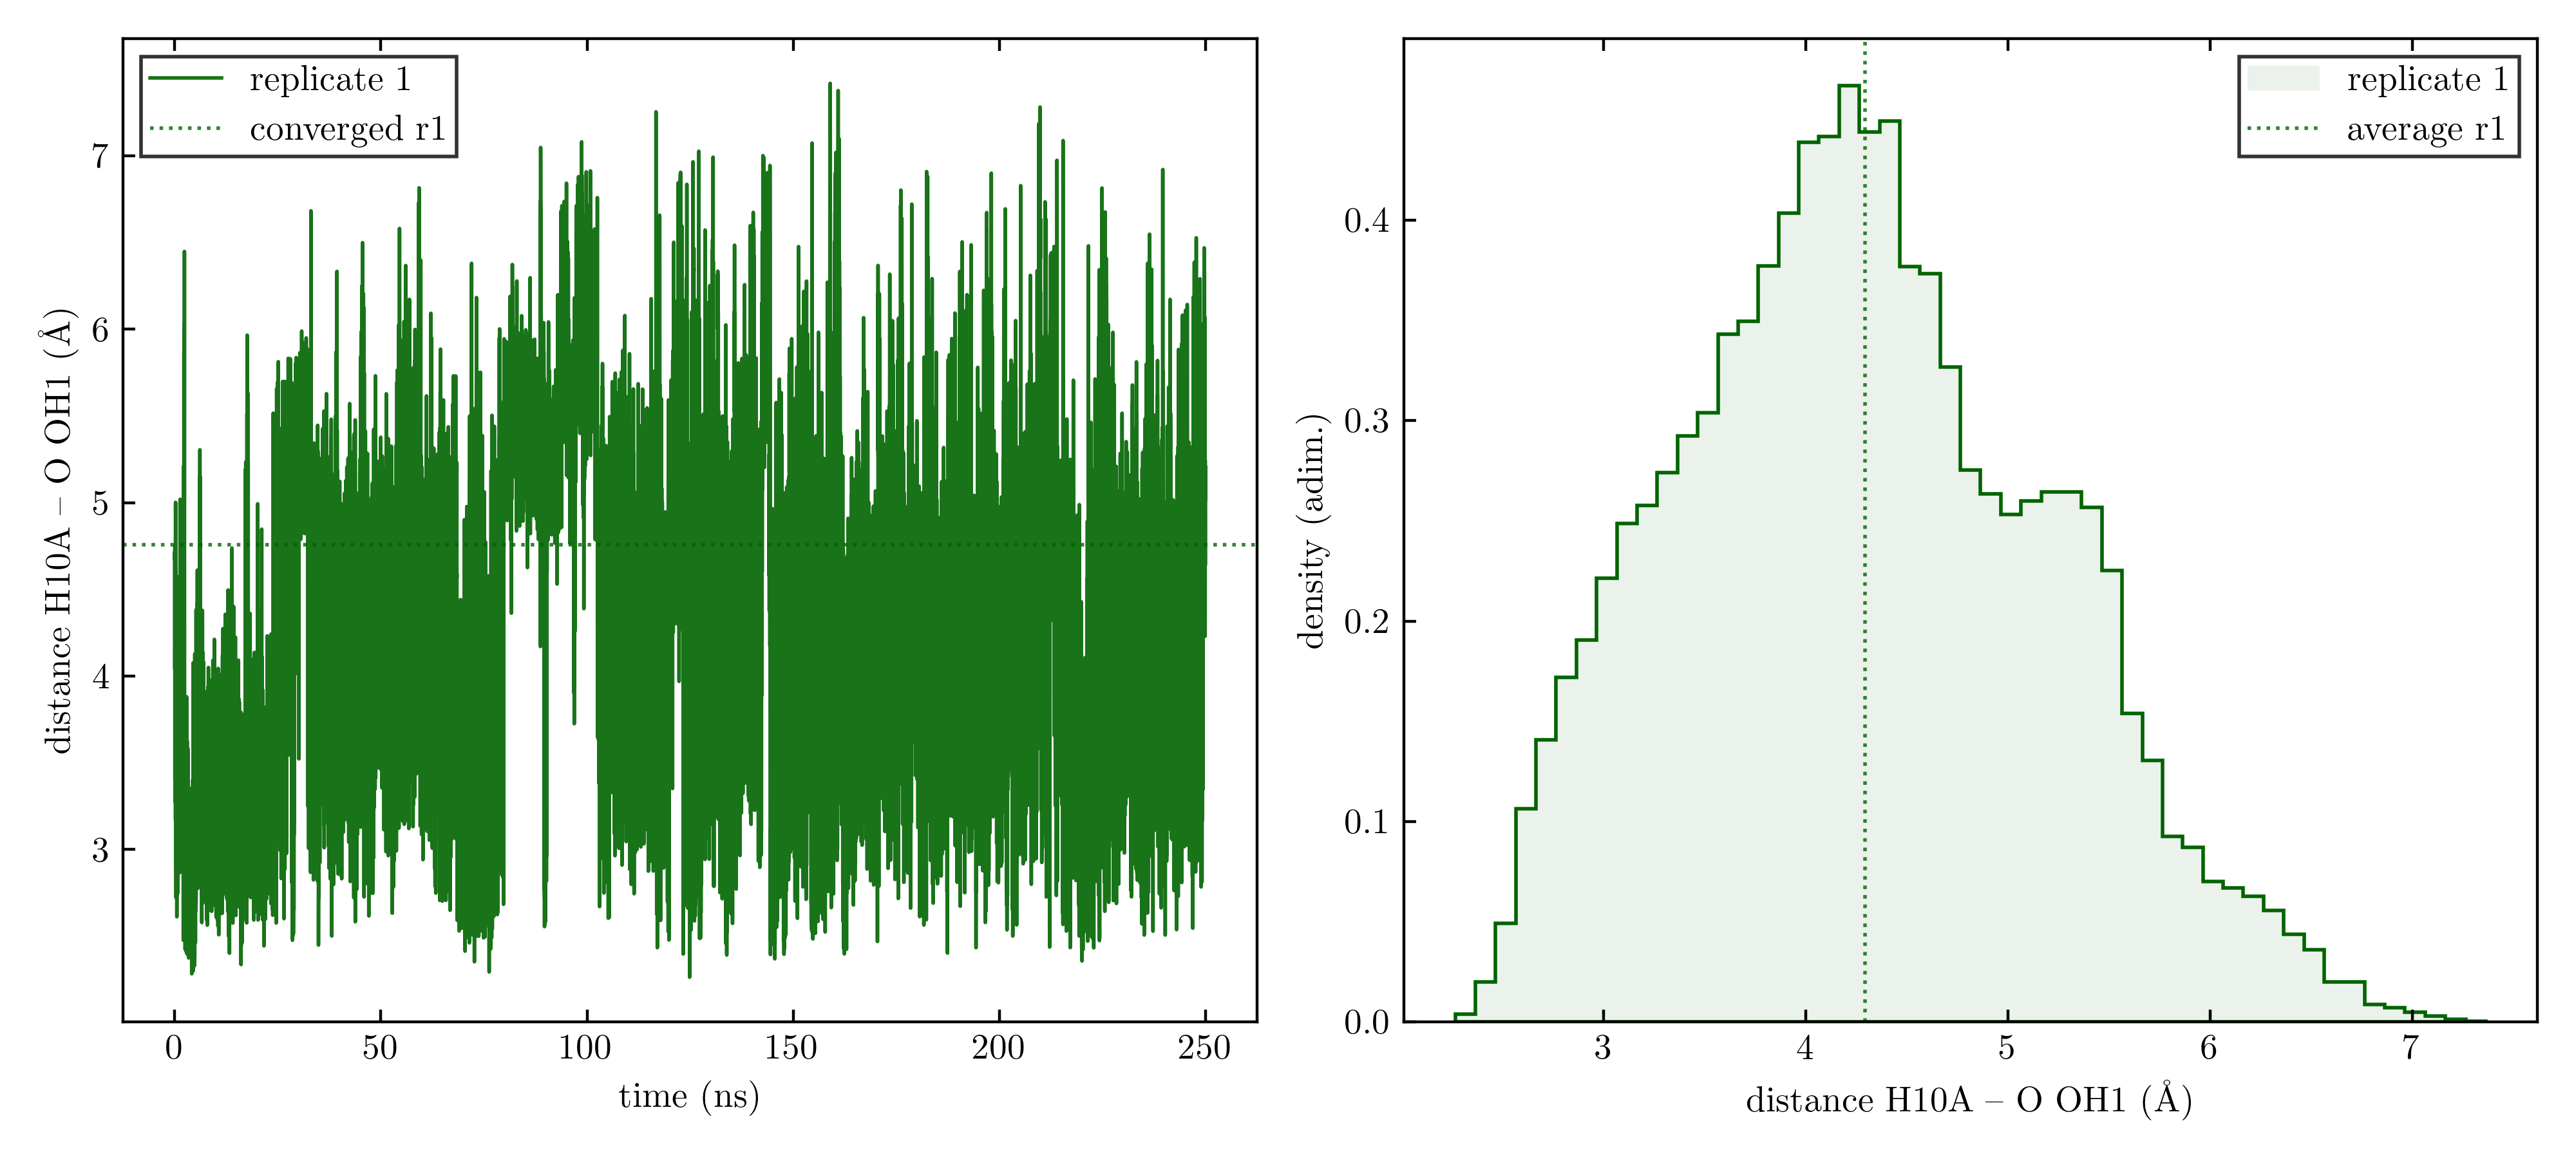 replicate 1
converged r1
7
6
5
4
3
distance H10A – O OH1 (Å)
0 50 100 150 200 250
time (ns)
replicate 1
average r1
0.4
0.3
0.2
0.1
0.0
density (adim.)
3 4 5 6 7
distance H10A – O OH1 (Å)